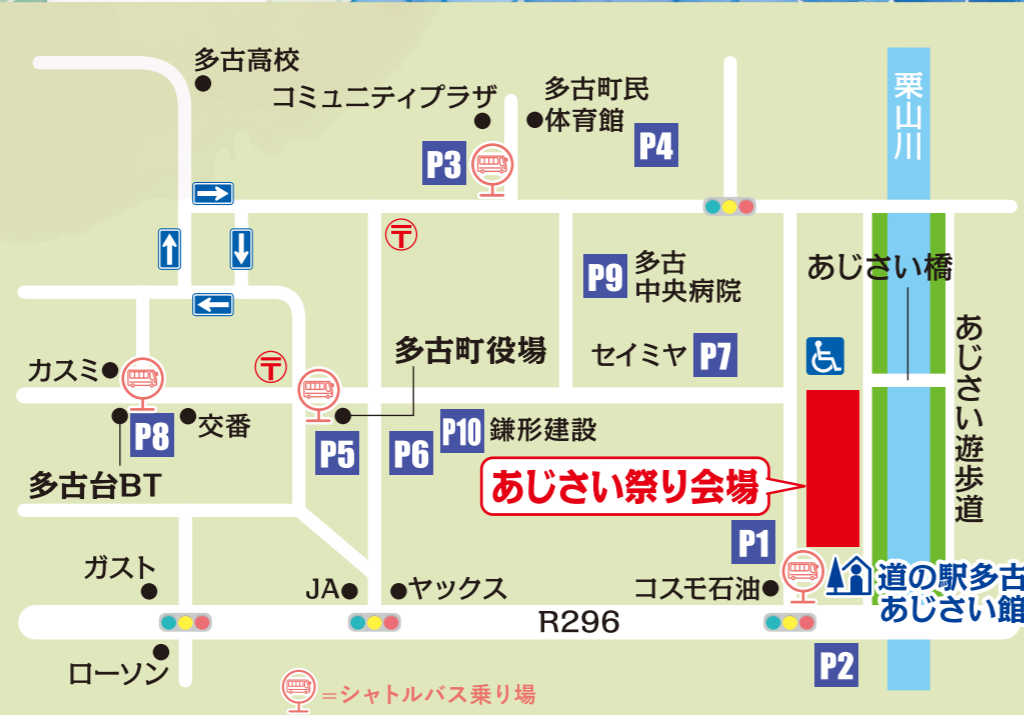 多古高校
コミュニティプラザ
多古町民
体育館
P3
P4
栗山川
〒
P9
多古
中央病院
あじさい橋
多古町役場
セイミヤ
P7
カスミ
〒
あじさい遊歩道
P8
交番
P5
P6
P10
鎌形建設
多古台BT
あじさい祭り会場
P1
ガスト
JA
ヤックス
コスモ石油
道の駅多古
あじさい館
R296
ローソン
P2
=シャトルバス乗り場